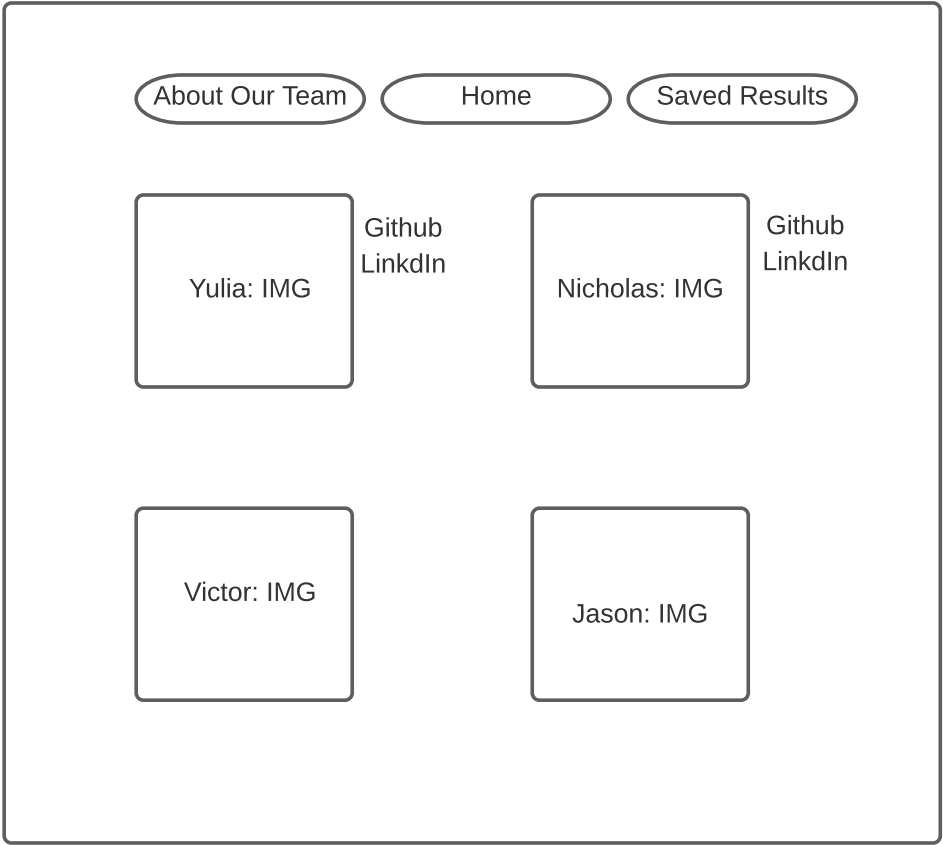 About Our Team
Home
Saved Results
Yulia: IMG
Github
LinkdIn
Nicholas: IMG
Github
LinkdIn
Victor: IMG
Jason: IMG